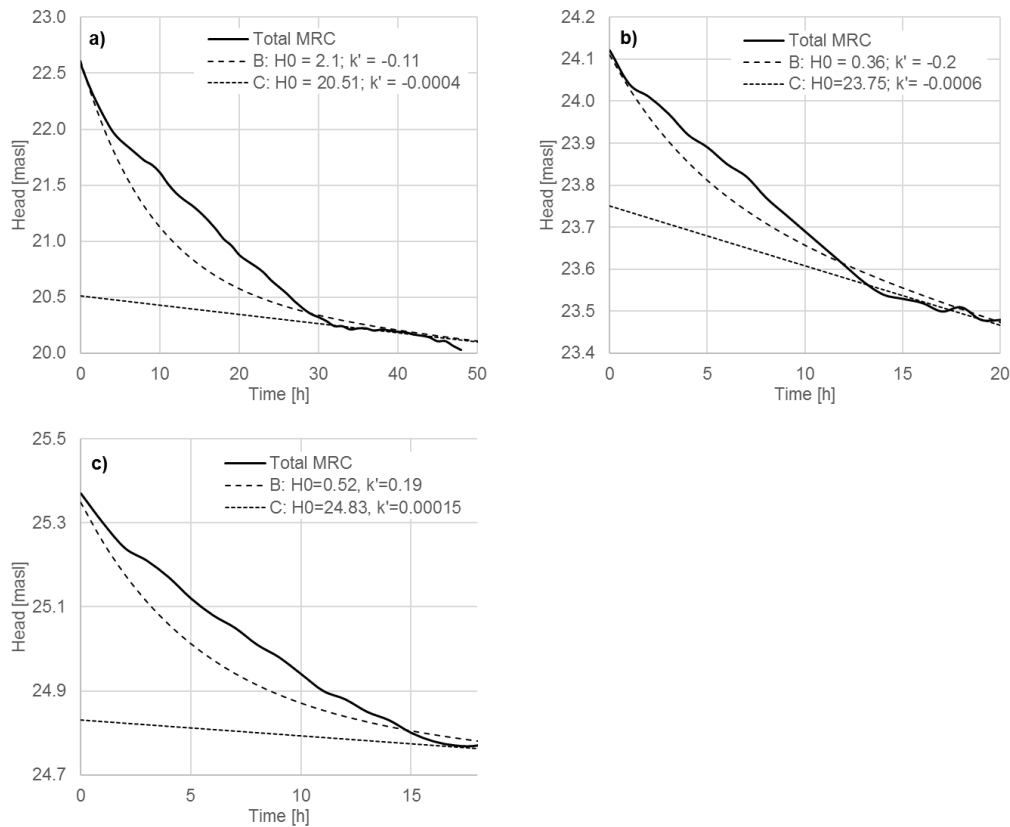 a)
Total MRC
B: H0 = 2.1; k' = -0.11
C: H0 = 20.51; k' = -0.0004
23.0
22.5
22.0
21.5
21.0
20.5
20.0
Head [masl]
0 10 20 30 40 50
Time [h]
b)
Total MRC
B: H0 = 0.36; k' = -0.2
C: H0=23.75; k'= -0.0006
24.2
24.1
24.0
23.9
23.8
23.7
23.6
23.5
23.4
Head [masl]
0 5 10 15 20
Time [h]
c)
Total MRC
B: H0=0.52, k'=0.19
C: H0=24.83, k'=0.00015
25.5
25.3
25.1
24.9
24.7
Head [masl]
0 5 10 15
Time [h]